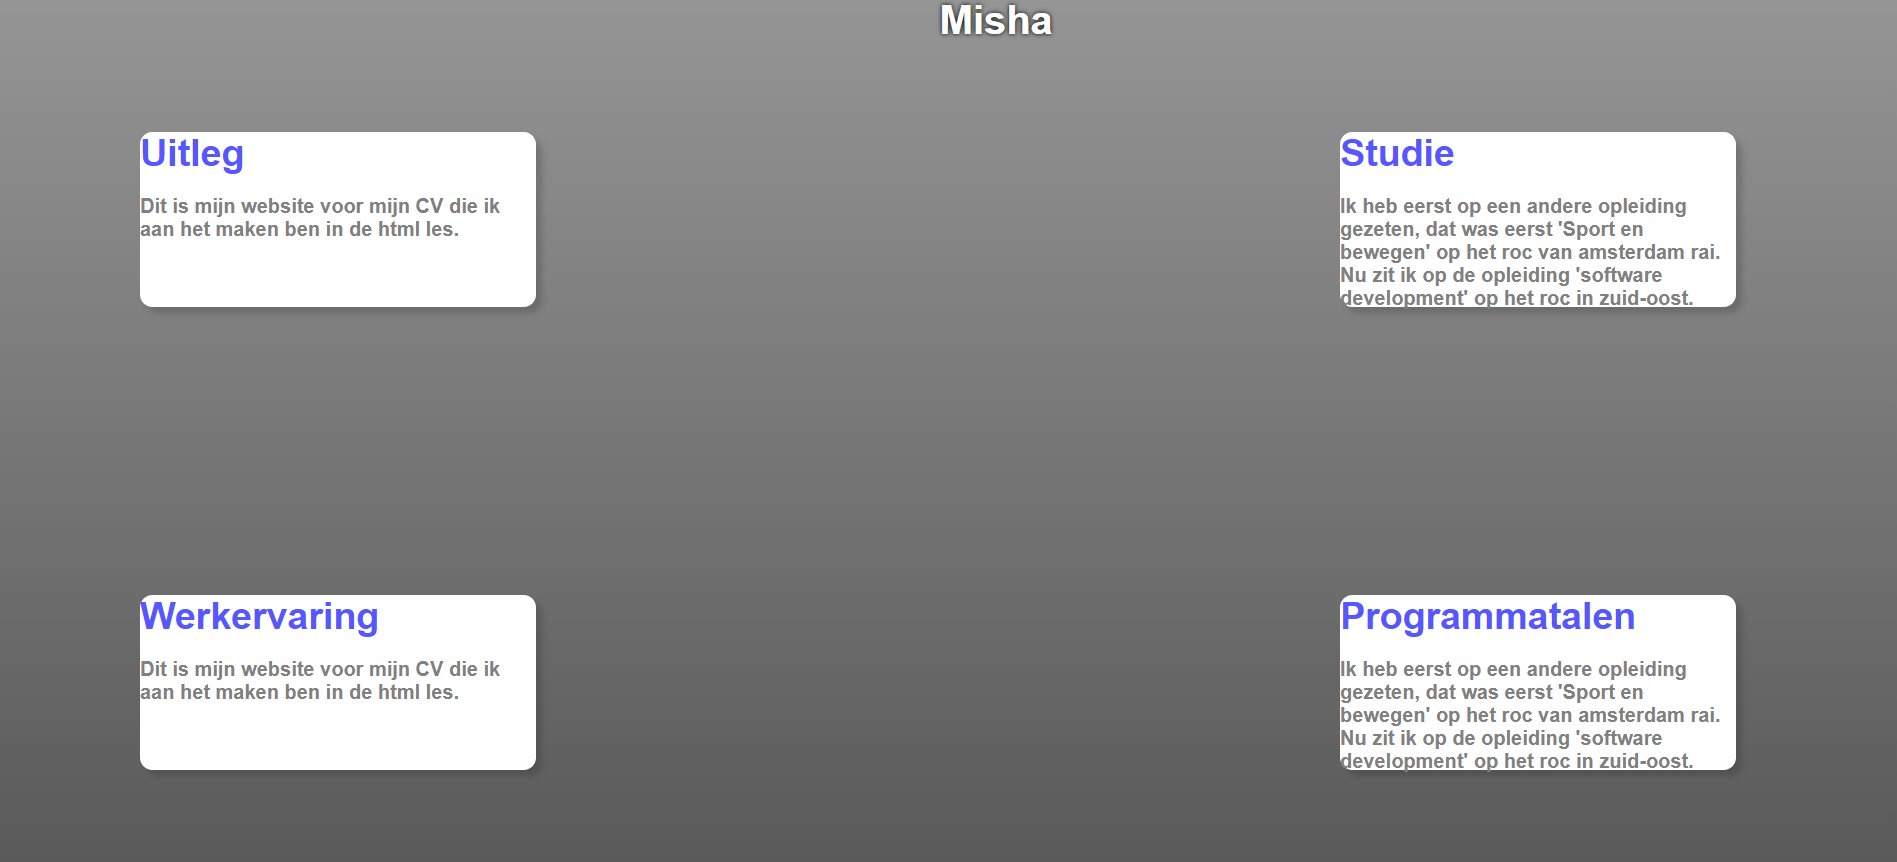 Misha
Uitleg
Dit is mijn website voor mijn CV die ik
aan het maken ben in de html les.
Studie
Ik heb eerst op een andere opleiding
gezeten, dat was eerst 'Sport en
bewegen' op het roc van amsterdam rai.
Nu zit ik op de opleiding 'software
development' op het roc in zuid-oost.
Werkervaring
Dit is mijn website voor mijn CV die ik
aan het maken ben in de html les.
Programmatalen
Ik heb eerst op een andere opleiding
gezeten, dat was eerst 'Sport en
bewegen' op het roc van amsterdam rai.
Nu zit ik op de opleiding 'software
development' op het roc in zuid-oost.